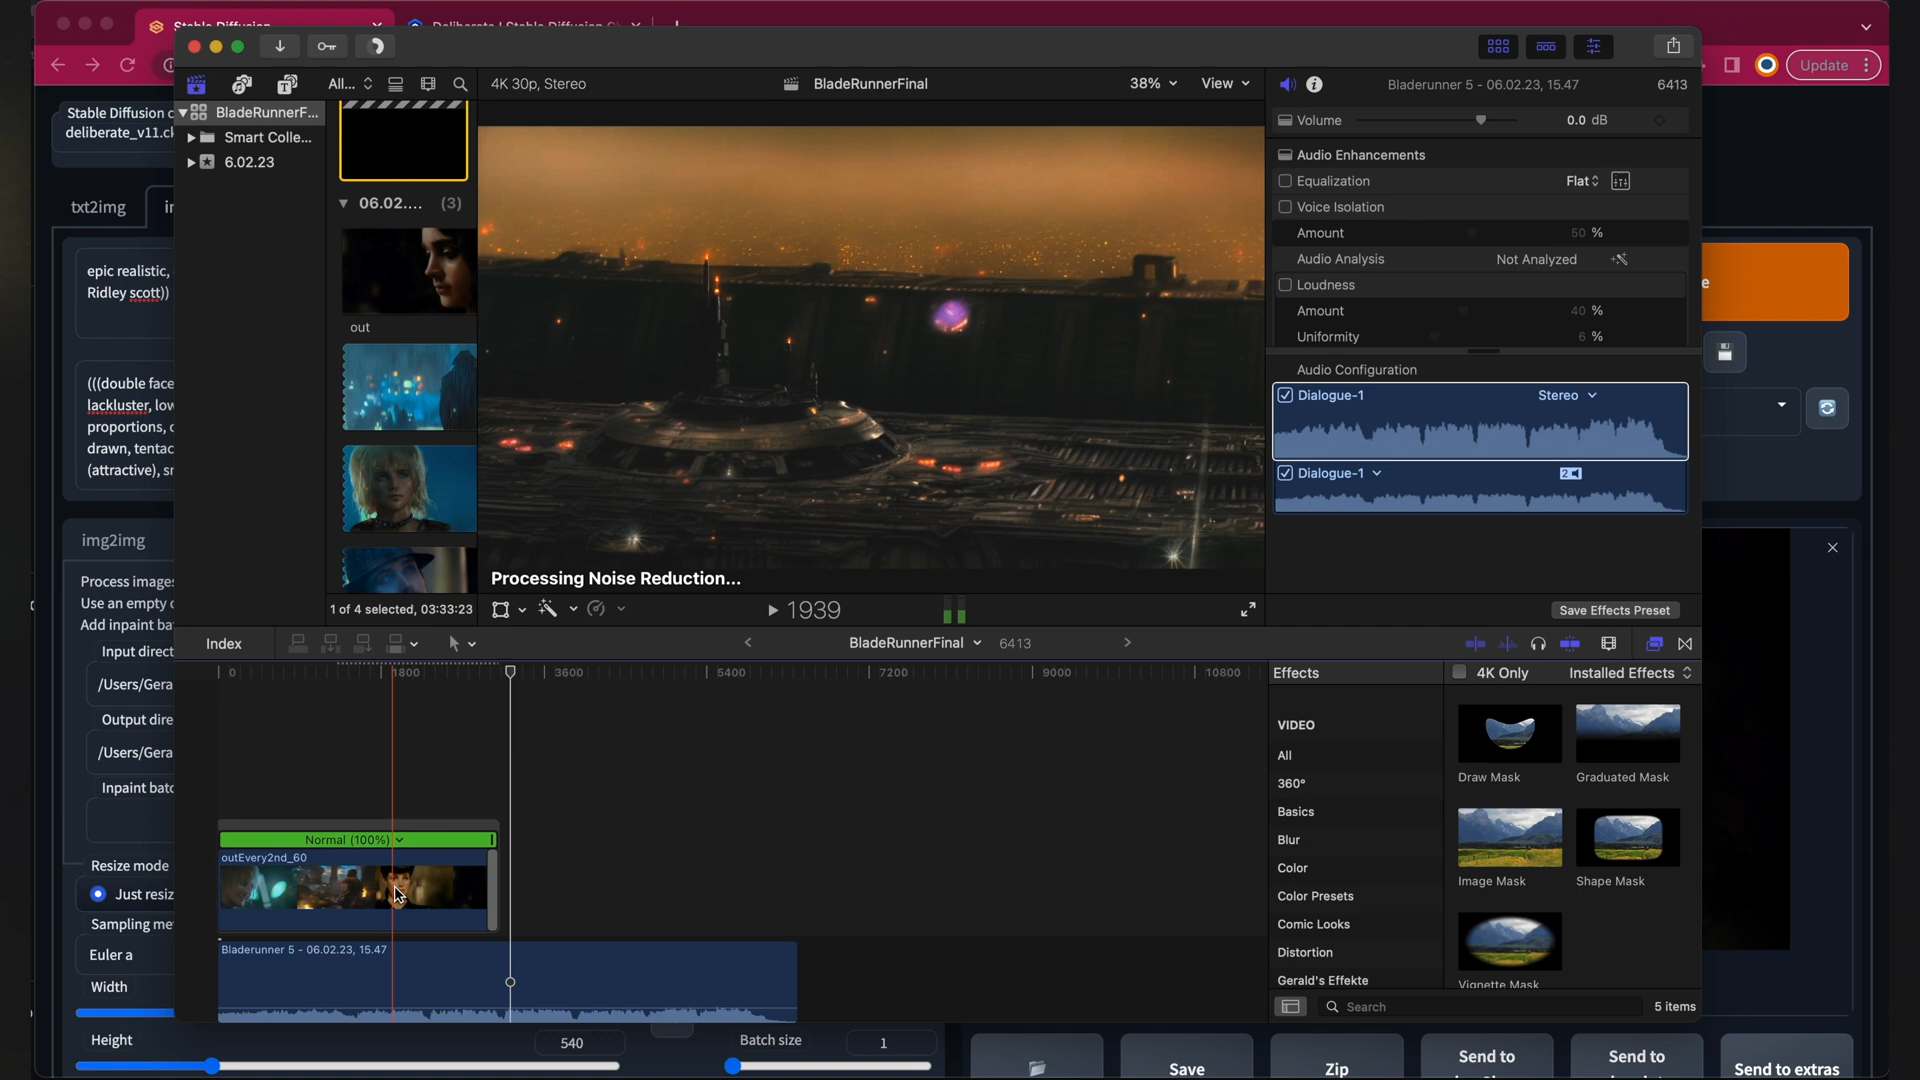 Stable Diffusion
Update
All...
4K 30p, Stereo
BladeRunnerFinal
38%
View
Bladerunner 5 - 06.02.23, 15.47
6413
Stable Diffusion c
deliberate_v11.ck
BladeRunnerF...
Smart Colle...
6.02.23
06.02.... (3)
out
Volume
0.0 dB
Audio Enhancements
Equalization
Flat
Voice Isolation
Amount
50 %
Audio Analysis
Not Analyzed
Loudness
Amount
40 %
Uniformity
6 %
Audio Configuration
Dialogue-1
Stereo
Dialogue-1
2
txt2img
epic realistic,
Ridley scott))
(((double face
lackluster, low
proportions,
drawn, tentac
(attractive), sr
img2img
Process images
Use an empty
Add inpaint ba
Input direct
/Users/Gera
Output dire
/Users/Gera
Inpaint batc
Resize mode
Just resiz
Sampling me
Euler a
Width
Height
540
Batch size
1
Processing Noise Reduction...
1 of 4 selected, 03:33:23
1939
Save Effects Preset
Index
BladeRunnerFinal
6413
0
1800
3600
5400
7200
9000
10800
Normal (100%)
outEvery2nd_60
Bladerunner 5 - 06.02.23, 15.47
Effects
4K Only
Installed Effects
VIDEO
All
360°
Basics
Blur
Color
Color Presets
Comic Looks
Distortion
Gerald's Effekte
Draw Mask
Graduated Mask
Image Mask
Shape Mask
Vignette Mask
Search
5 items
Save
Zip
Send to
Send to
Send to extras